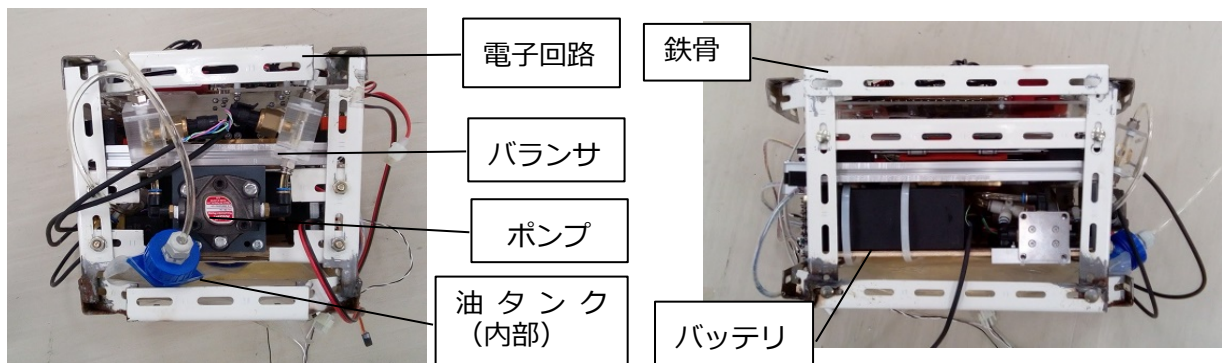 電子回路
鉄骨
バランサ
ポンプ
油タンク
（内部）
バッテリ